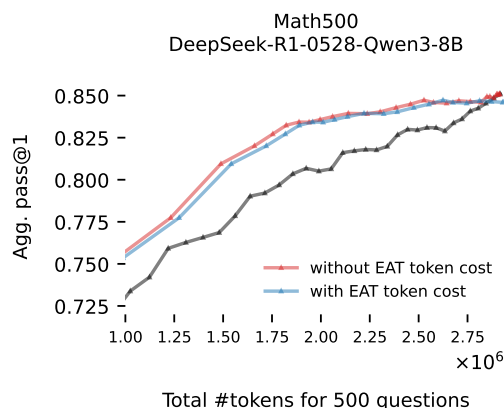 Math500
DeepSeek-R1-0528-Qwen3-8B
Agg. pass@1
0.850
0.825
0.800
0.775
0.750
0.725
without EAT token cost
with EAT token cost
1.00 1.25 1.50 1.75 2.00 2.25 2.50 2.75
×10⁶
Total #tokens for 500 questions